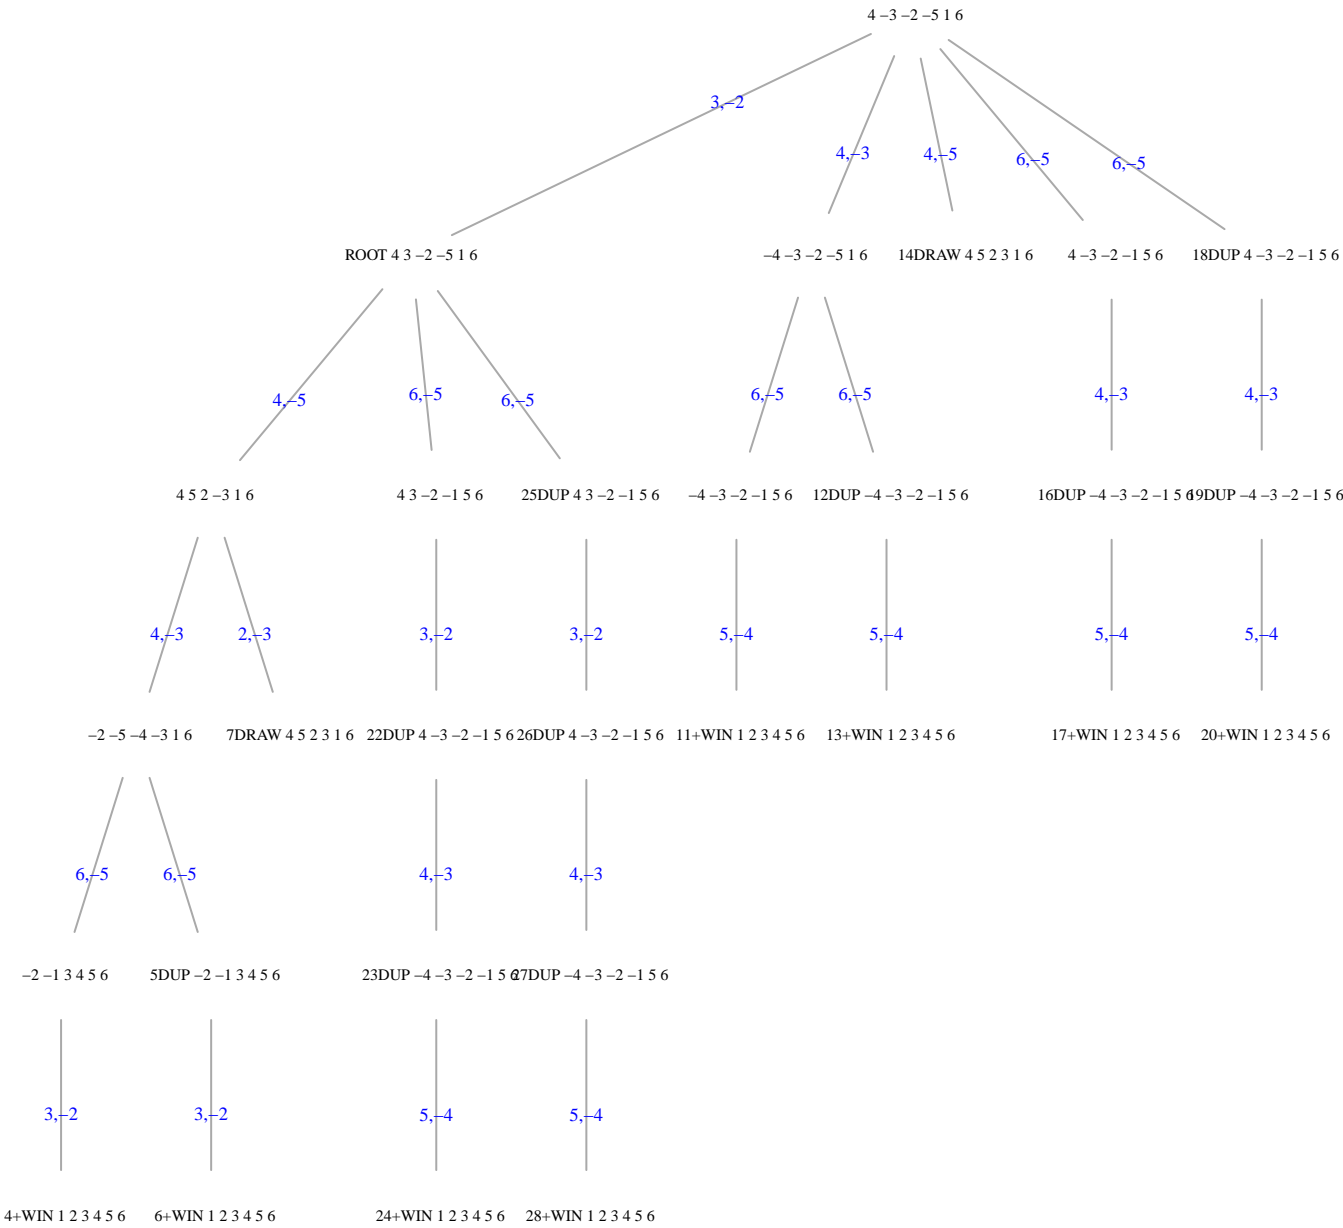 4 –3 –2 –5 1 6
3,–2
4,–3
4,–5
6,–5
6,–5
ROOT 4 3 –2 –5 1 6
–4 –3 –2 –5 1 6
14DRAW 4 5 2 3 1 6
4 –3 –2 –1 5 6
18DUP 4 –3 –2 –1 5 6
4,–5
6,–5
6,–5
6,–5
6,–5
4,–3
4,–3
4 5 2 –3 1 6
4 3 –2 –1 5 6
25DUP 4 3 –2 –1 5 6
–4 –3 –2 –1 5 6
12DUP –4 –3 –2 –1 5 6
16DUP –4 –3 –2 –1 5 6
19DUP –4 –3 –2 –1 5 6
4,–3
2,–3
3,–2
3,–2
5,–4
5,–4
5,–4
5,–4
–2 –5 –4 –3 1 6
7DRAW 4 5 2 3 1 6
22DUP 4 –3 –2 –1 5 6
26DUP 4 –3 –2 –1 5 6
11+WIN 1 2 3 4 5 6
13+WIN 1 2 3 4 5 6
17+WIN 1 2 3 4 5 6
20+WIN 1 2 3 4 5 6
6,–5
6,–5
4,–3
4,–3
–2 –1 3 4 5 6
5DUP –2 –1 3 4 5 6
23DUP –4 –3 –2 –1 5 6
27DUP –4 –3 –2 –1 5 6
3,–2
3,–2
5,–4
5,–4
4+WIN 1 2 3 4 5 6
6+WIN 1 2 3 4 5 6
24+WIN 1 2 3 4 5 6
28+WIN 1 2 3 4 5 6